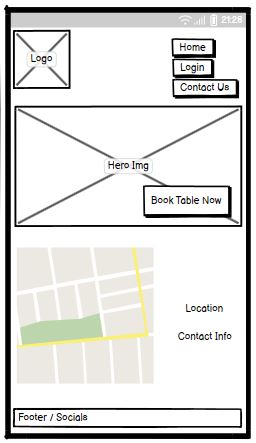 21:28
Logo
Home
Login
Contact Us
Hero Img
Book Table Now
Location
Contact Info
Footer / Socials